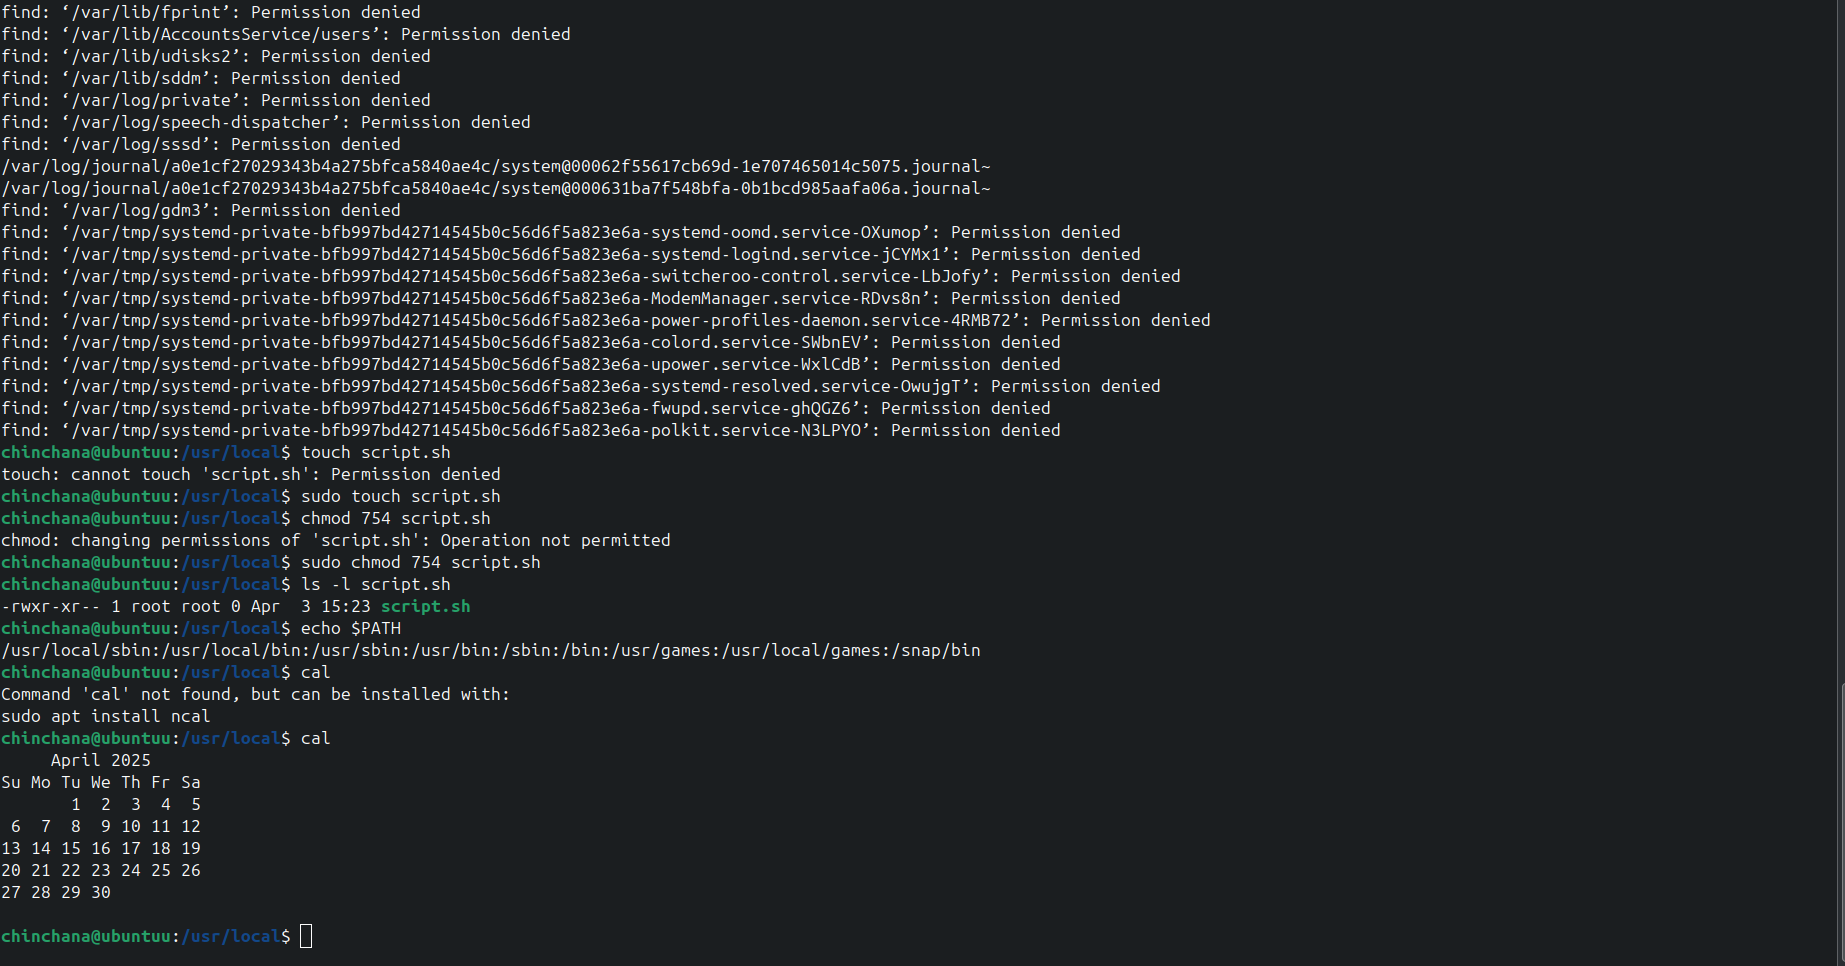 find: ‘/var/lib/fprint’: Permission denied
find: ‘/var/lib/AccountsService/users’: Permission denied
find: ‘/var/lib/udisks2’: Permission denied
find: ‘/var/lib/sddm’: Permission denied
find: ‘/var/log/private’: Permission denied
find: ‘/var/log/speech-dispatcher’: Permission denied
find: ‘/var/log/sssd’: Permission denied
/var/log/journal/a0e1cf27029343b4a275bfca5840ae4c/system@00062f55617cb69d-1e707465014c5075.journal~
/var/log/journal/a0e1cf27029343b4a275bfca5840ae4c/system@000631ba7f548bfa-0b1bcd985aafa06a.journal~
find: ‘/var/log/gdm3’: Permission denied
find: ‘/var/tmp/systemd-private-bfb997bd42714545b0c56d6f5a823e6a-systemd-oomd.service-OXumop’: Permission denied
find: ‘/var/tmp/systemd-private-bfb997bd42714545b0c56d6f5a823e6a-systemd-logind.service-jCYMx1’: Permission denied
find: ‘/var/tmp/systemd-private-bfb997bd42714545b0c56d6f5a823e6a-switcheroo-control.service-LbJofy’: Permission denied
find: ‘/var/tmp/systemd-private-bfb997bd42714545b0c56d6f5a823e6a-ModemManager.service-RDvs8n’: Permission denied
find: ‘/var/tmp/systemd-private-bfb997bd42714545b0c56d6f5a823e6a-power-profiles-daemon.service-4RMB72’: Permission denied
find: ‘/var/tmp/systemd-private-bfb997bd42714545b0c56d6f5a823e6a-colord.service-SWbnEV’: Permission denied
find: ‘/var/tmp/systemd-private-bfb997bd42714545b0c56d6f5a823e6a-upower.service-WxlCdB’: Permission denied
find: ‘/var/tmp/systemd-private-bfb997bd42714545b0c56d6f5a823e6a-systemd-resolved.service-OwujgT’: Permission denied
find: ‘/var/tmp/systemd-private-bfb997bd42714545b0c56d6f5a823e6a-fwupd.service-ghQGZ6’: Permission denied
find: ‘/var/tmp/systemd-private-bfb997bd42714545b0c56d6f5a823e6a-polkit.service-N3LPYO’: Permission denied
chinchana@ubuntuu:/usr/local$ touch script.sh
touch: cannot touch 'script.sh': Permission denied
chinchana@ubuntuu:/usr/local$ sudo touch script.sh
chinchana@ubuntuu:/usr/local$ chmod 754 script.sh
chmod: changing permissions of 'script.sh': Operation not permitted
chinchana@ubuntuu:/usr/local$ sudo chmod 754 script.sh
chinchana@ubuntuu:/usr/local$ ls -l script.sh
-rwxr-xr-- 1 root root 0 Apr  3 15:23 script.sh
chinchana@ubuntuu:/usr/local$ echo $PATH
/usr/local/sbin:/usr/local/bin:/usr/sbin:/usr/bin:/sbin:/bin:/usr/games:/usr/local/games:/snap/bin
chinchana@ubuntuu:/usr/local$ cal
Command 'cal' not found, but can be installed with:
sudo apt install ncal
chinchana@ubuntuu:/usr/local$ cal
     April 2025
Su Mo Tu We Th Fr Sa
       1  2  3  4  5
 6  7  8  9 10 11 12
13 14 15 16 17 18 19
20 21 22 23 24 25 26
27 28 29 30
chinchana@ubuntuu:/usr/local$